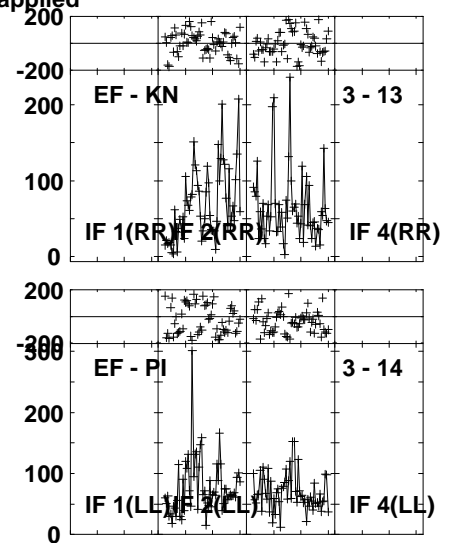 applied
200
-200
200
EF - KN 3 - 13
100
IF 1(RR) IF 2(RR) IF 4(RR)
0
200
-200
300
EF - PI 3 - 14
200
100
IF 1(LL) IF 2(LL) IF 4(LL)
0